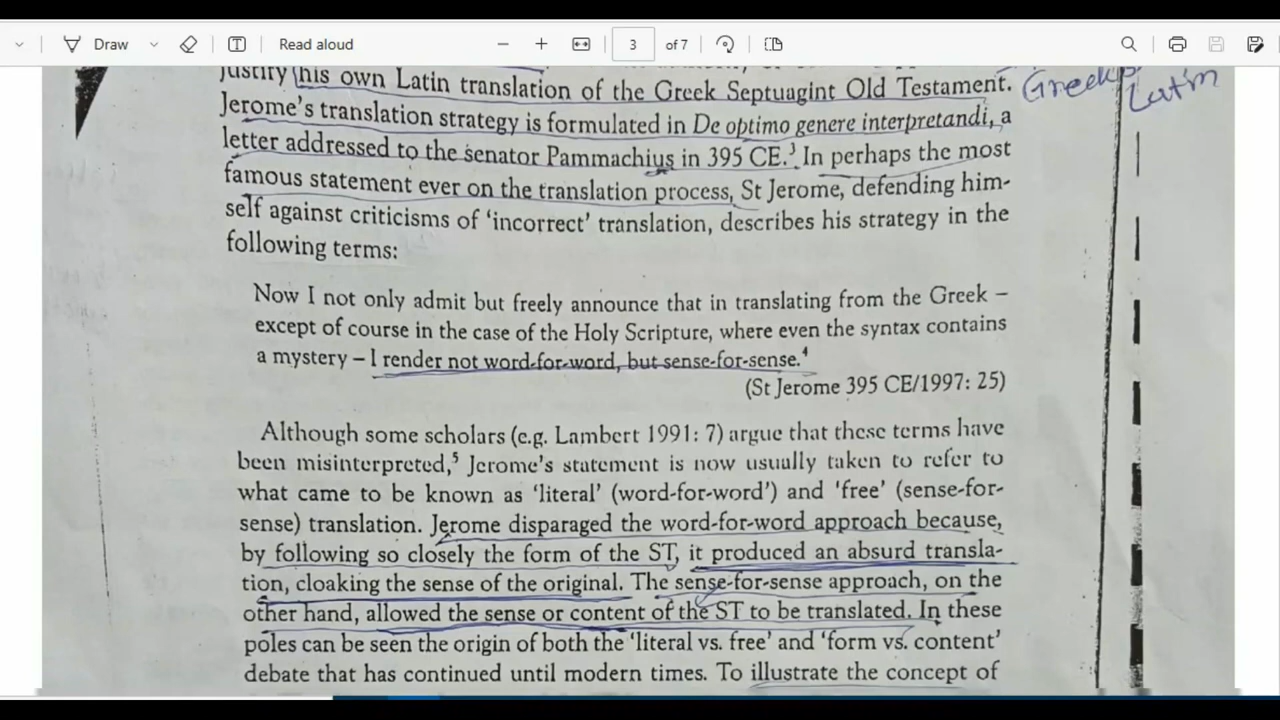 Draw
Read aloud
3
of 7
justify his own Latin translation of the Greek Septuagint Old Testament.
Greek
Latin
Jerome's translation strategy is formulated in De optimo genere interpretandi, a
letter addressed to the senator Pammachius in 395 CE.³ In perhaps the most
famous statement ever on the translation process, St Jerome, defending him-
self against criticisms of 'incorrect' translation, describes his strategy in the
following terms:
Now I not only admit but freely announce that in translating from the Greek –
except of course in the case of the Holy Scripture, where even the syntax contains
a mystery – I render not word-for-word, but sense-for-sense.⁴
(St Jerome 395 CE/1997: 25)
Although some scholars (e.g. Lambert 1991: 7) argue that these terms have
been misinterpreted,⁵ Jerome's statement is now usually taken to refer to
what came to be known as 'literal' (word-for-word') and 'free' (sense-for-
sense) translation. Jerome disparaged the word-for-word approach because,
by following so closely the form of the ST, it produced an absurd transla-
tion, cloaking the sense of the original. The sense-for-sense approach, on the
other hand, allowed the sense or content of the ST to be translated. In these
poles can be seen the origin of both the 'literal vs. free' and 'form vs. content'
debate that has continued until modern times. To illustrate the concept of